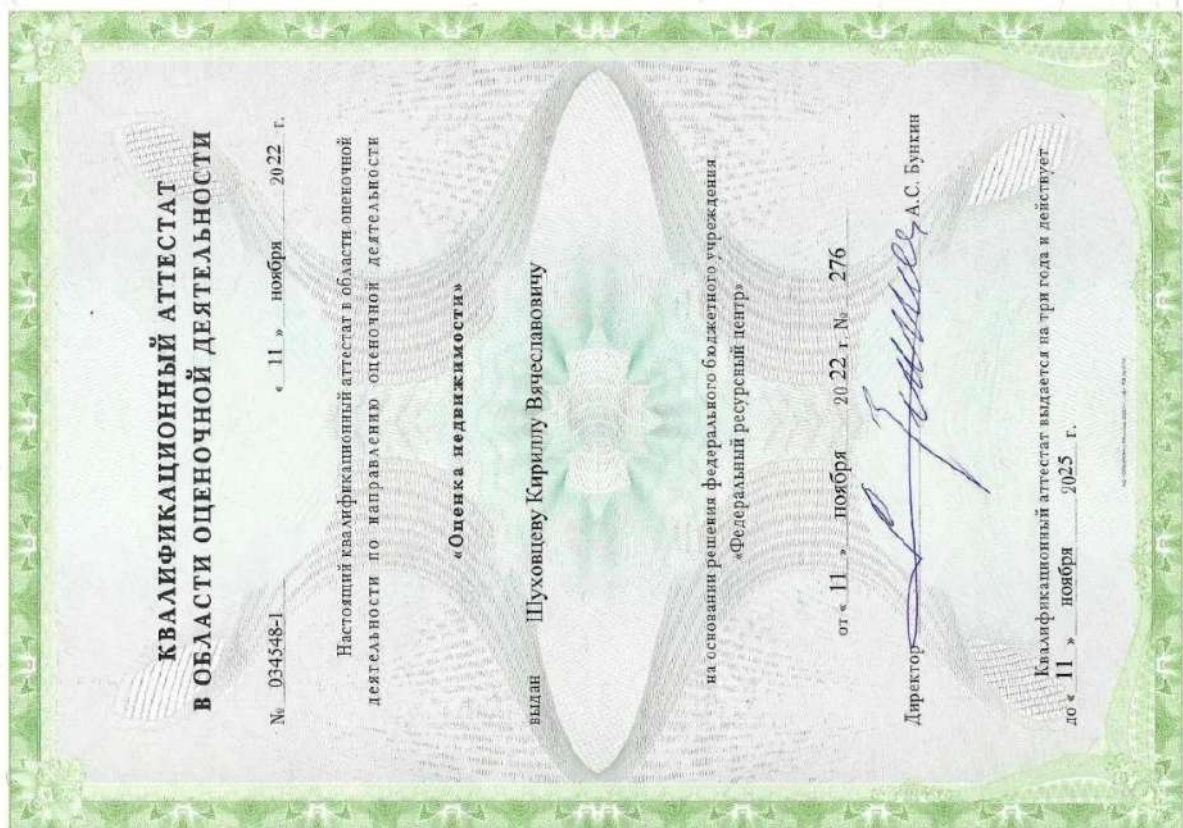 КВАЛИФИКАЦИОННЫЙ АТТЕСТАТ
В ОБЛАСТИ ОЦЕНОЧНОЙ ДЕЯТЕЛЬНОСТИ
№ 034548-1 « 11 » ноября 2022 г.
Настоящий квалификационный аттестат в области оценочной
деятельности по направлению оценочной деятельности
«Оценка недвижимости»
выдан Шуховцеву Кириллу Вячеславовичу
на основании решения федерального бюджетного учреждения
«Федеральный ресурсный центр»
от « 11 » ноября 20 22 г. № 276
Директор А.С. Бункин
Квалификационный аттестат выдается на три года и действует
до « 11 » ноября 2025 г.